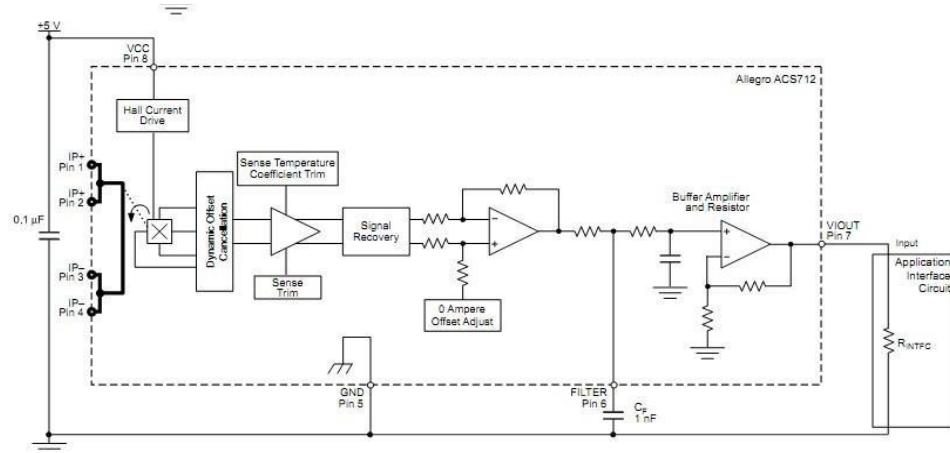 +5 V
VCC
Pin 8
Allegro ACS712
Hall Current
Drive
IP+
Pin 1
IP+
Pin 2
IP−
Pin 3
IP−
Pin 4
0.1 μF
Dynamic Offset
Cancellation
Sense Temperature
Coefficient Trim
Sense
Trim
Signal
Recovery
0 Ampere
Offset Adjust
Buffer Amplifier
and Resistor
VIOUT
Pin 7
Input
Application
Interface
Circuit
RINTFC
GND
Pin 5
FILTER
Pin 6
CF
1 nF